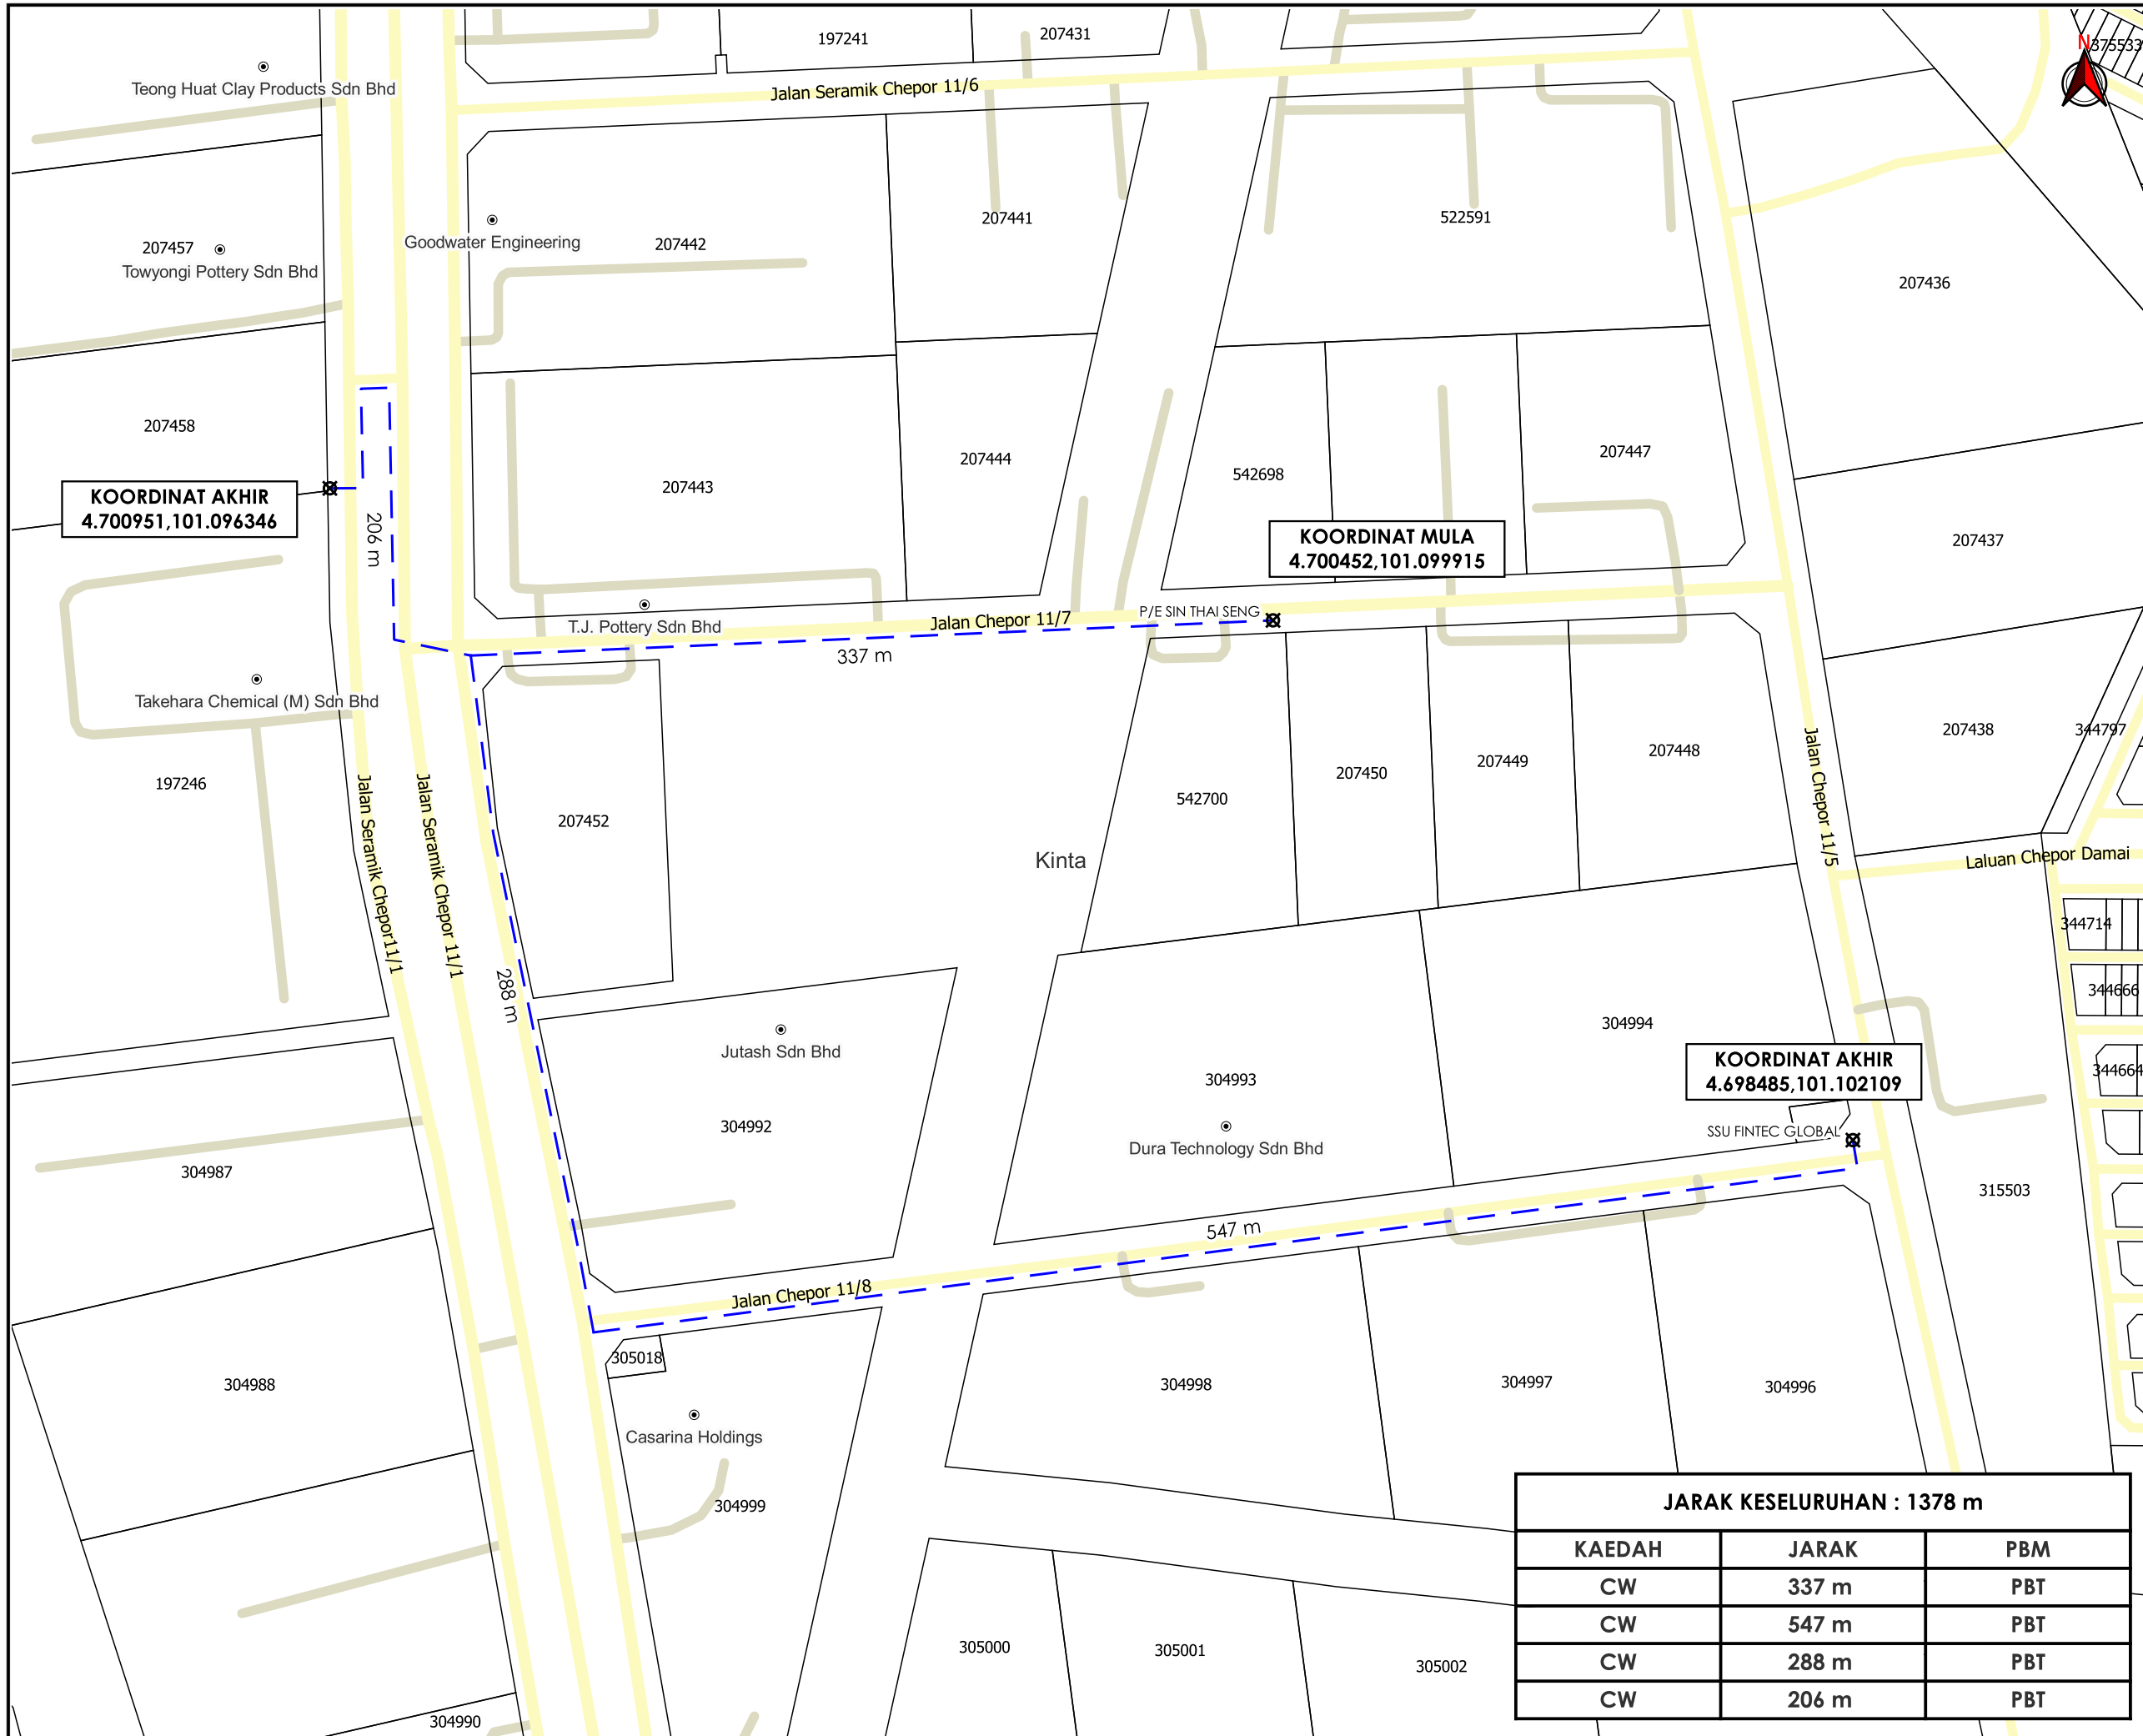 197241
207431
375533
N
Teong Huat Clay Products Sdn Bhd
Jalan Seramik Chepor 11/6
207457
Towyongi Pottery Sdn Bhd
Goodwater Engineering
207442
207441
522591
207436
207458
KOORDINAT AKHIR
4.700951,101.096346
206 m
207443
207444
542698
207447
KOORDINAT MULA
4.700452,101.099915
207437
P/E SIN THAI SENG
T.J. Pottery Sdn Bhd
Jalan Chepor 11/7
337 m
Takehara Chemical (M) Sdn Bhd
197246
Jalan Seramik Chepor11/1
Jalan Seramik Chepor 11/1
207452
Kinta
542700
207450
207449
207448
Jalan Chepor 11/5
207438
344797
Laluan Chepor Damai
344714
344666
344664
288 m
Jutash Sdn Bhd
304992
304993
Dura Technology Sdn Bhd
304994
KOORDINAT AKHIR
4.698485,101.102109
SSU FINTEC GLOBAL
315503
304987
547 m
Jalan Chepor 11/8
305018
304988
304998
304997
304996
Casarina Holdings
304999
305000
305001
305002
304990
JARAK KESELURUHAN : 1378 m
KAEDAH JARAK PBM
CW 337 m PBT
CW 547 m PBT
CW 288 m PBT
CW 206 m PBT